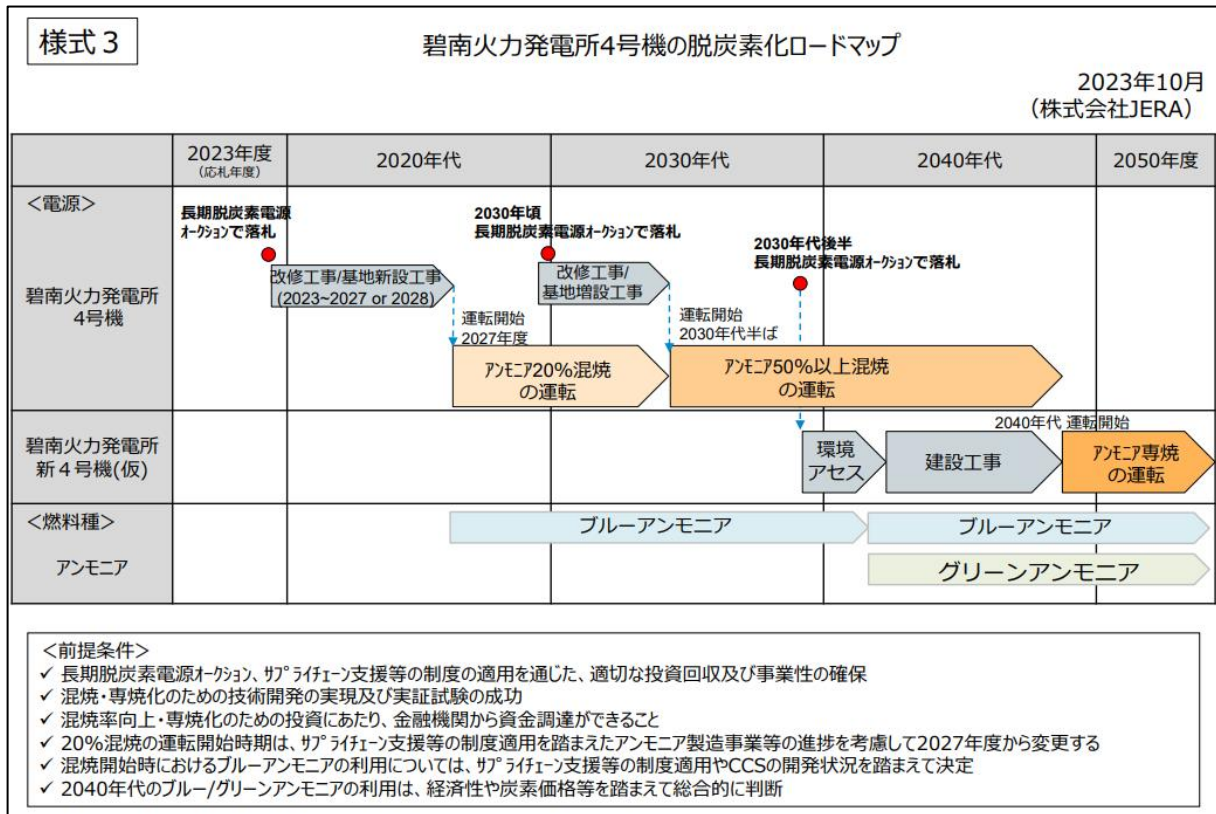 様式３
碧南火力発電所4号機の脱炭素化ロードマップ
2023年10月
（株式会社JERA）
2023年度
（応札年度）
2020年代
2030年代
2040年代
2050年度
＜電源＞
碧南火力発電所
4号機
長期脱炭素電源
ｵｰｸｼｮﾝで落札
改修工事/基地新設工事
(2023~2027 or 2028)
運転開始
2027年度
ｱﾝﾓﾆｱ20%混焼
の運転
2030年頃
長期脱炭素電源ｵｰｸｼｮﾝで落札
改修工事/
基地増設工事
運転開始
2030年代半ば
ｱﾝﾓﾆｱ50%以上混焼
の運転
2030年代後半
長期脱炭素電源ｵｰｸｼｮﾝで落札
碧南火力発電所
新４号機(仮)
環境
アセス
建設工事
2040年代 運転開始
ｱﾝﾓﾆｱ専焼
の運転
＜燃料種＞
アンモニア
ブルーアンモニア
ブルーアンモニア
グリーンアンモニア
＜前提条件＞
✓ 長期脱炭素電源ｵｰｸｼｮﾝ、ｻﾌﾟﾗｲﾁｪｰﾝ支援等の制度の適用を通じた、適切な投資回収及び事業性の確保
✓ 混焼・専焼化のための技術開発の実現及び実証試験の成功
✓ 混焼率向上・専焼化のための投資にあたり、金融機関から資金調達ができること
✓ 20%混焼の運転開始時期は、ｻﾌﾟﾗｲﾁｪｰﾝ支援等の制度適用を踏まえたアンモニア製造事業等の進捗を考慮して2027年度から変更する
✓ 混焼開始時におけるブルーアンモニアの利用については、ｻﾌﾟﾗｲﾁｪｰﾝ支援等の制度適用やCCSの開発状況を踏まえて決定
✓ 2040年代のブルー/グリーンアンモニアの利用は、経済性や炭素価格等を踏まえて総合的に判断